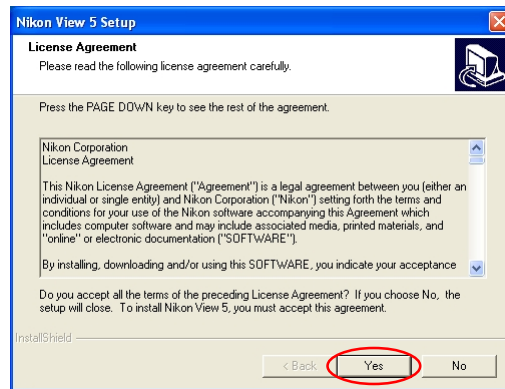 Nikon View 5 Setup
License Agreement
Please read the following license agreement carefully.
Press the PAGE DOWN key to see the rest of the agreement.
Nikon Corporation
License Agreement
This Nikon License Agreement ("Agreement") is a legal agreement between you (either an
individual or single entity) and Nikon Corporation ("Nikon") setting forth the terms and
conditions for your use of the Nikon software accompanying this Agreement which
includes computer software and may include associated media, printed materials, and
"online" or electronic documentation ("SOFTWARE").
By installing, downloading and/or using this SOFTWARE, you indicate your acceptance
Do you accept all the terms of the preceding License Agreement? If you choose No, the
setup will close. To install Nikon View 5, you must accept this agreement.
InstallShield
< Back Yes No